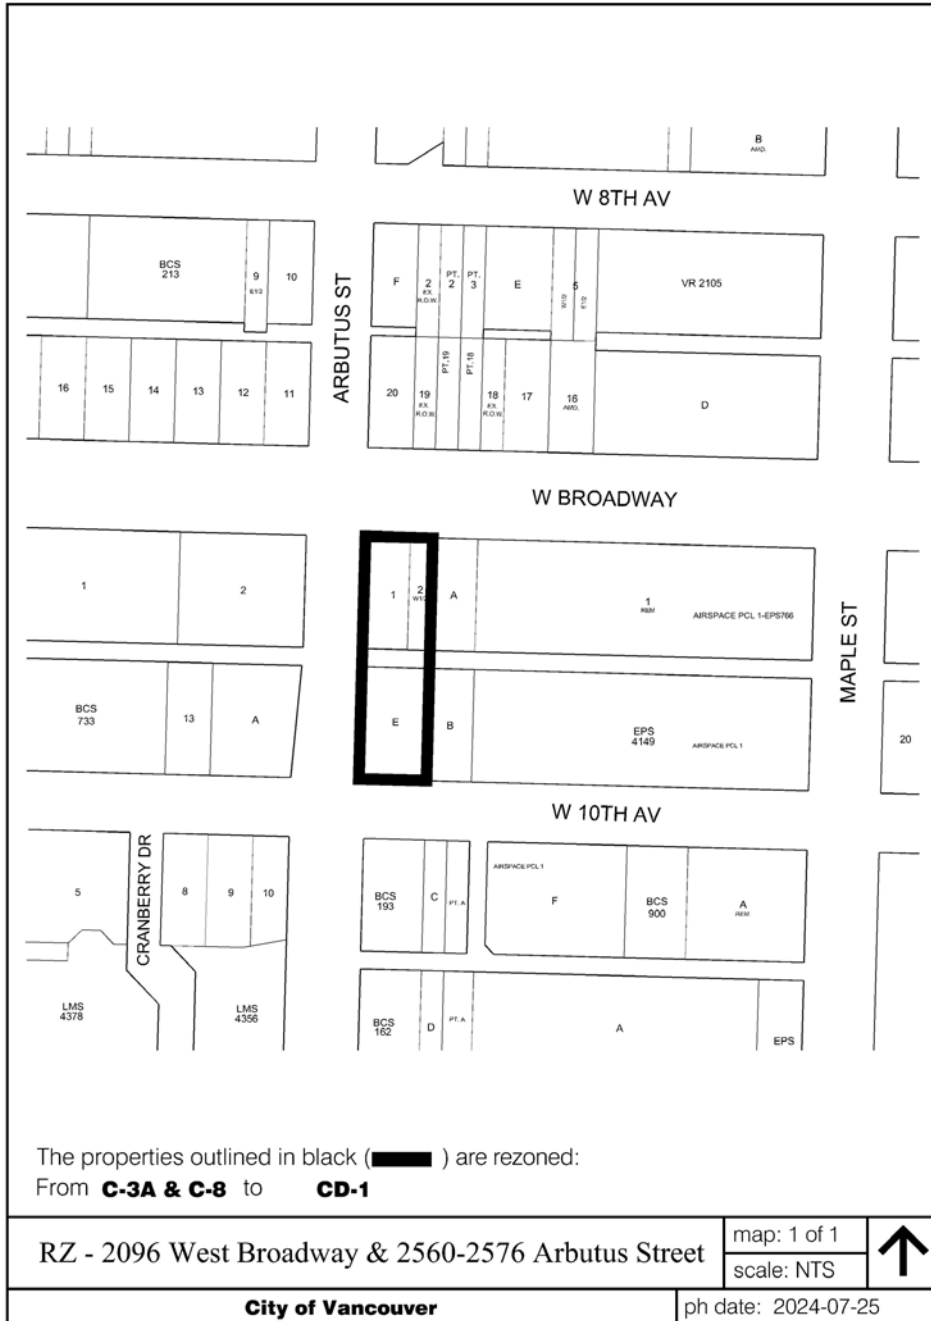 B
AMD.
W 8TH AV
BCS
213
9
E1/2
10
ARBUTUS ST
F
2
EX
R.O.W.
PT.
2
PT.
3
E
W1/2
5
E1/2
VR 2105
16
15
14
13
12
11
20
19
EX.
R.O.W.
PT.19
PT.18
18
EX.
R.O.W.
17
16
AMD.
D
W BROADWAY
1
2
1
2
W1/2
A
1
REM
AIRSPACE PCL 1-EPS766
MAPLE ST
BCS
733
13
A
E
B
EPS
4149
AIRSPACE PCL 1
20
W 10TH AV
5
CRANBERRY DR
8
9
10
BCS
193
C
PT. A
AIRSPACE PCL 1
F
BCS
900
A
REM.
LMS
4378
LMS
4356
BCS
162
D
PT. A
A
EPS
The properties outlined in black ( ) are rezoned:
From C-3A & C-8 to CD-1
RZ - 2096 West Broadway & 2560-2576 Arbutus Street
map: 1 of 1
scale: NTS
City of Vancouver
ph date: 2024-07-25